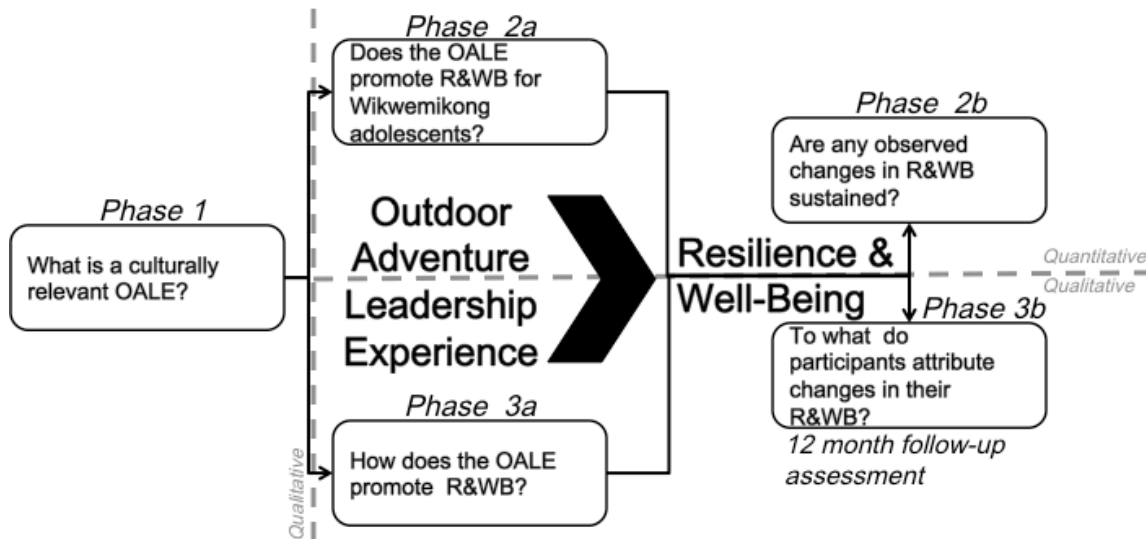 Phase 1
What is a culturally
relevant OALE?
Phase 2a
Does the OALE
promote R&WB for
Wikwemikong
adolescents?
Outdoor
Adventure
Leadership
Experience
Phase 3a
How does the OALE
promote R&WB?
Qualitative
Resilience &
Well-Being
Phase 2b
Are any observed
changes in R&WB
sustained?
Quantitative
Qualitative
Phase 3b
To what do
participants attribute
changes in their
R&WB?
12 month follow-up
assessment